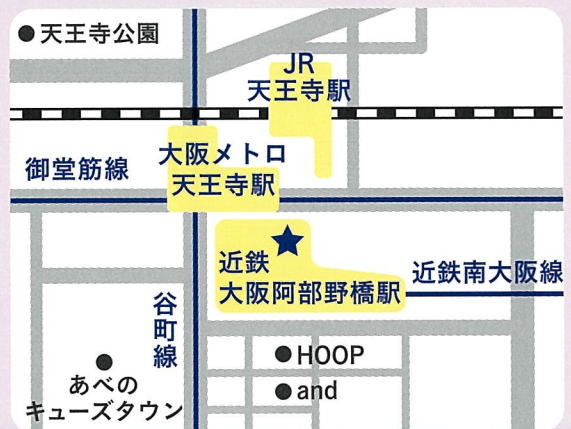 ●天王寺公園
JR
天王寺駅
大阪メトロ
天王寺駅
御堂筋線
近鉄
大阪阿部野橋駅
近鉄南大阪線
谷町線
●HOOP
●and
あべの
キューズタウン